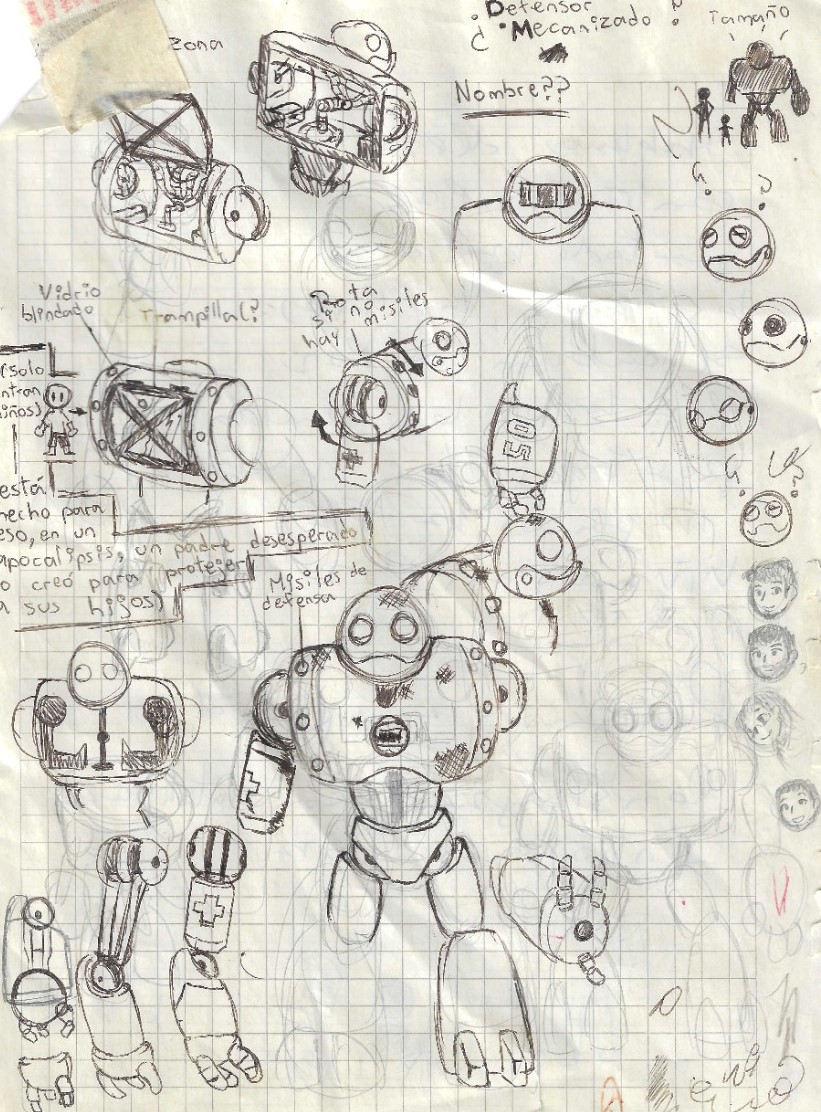 Defensor
¿ Mecanizado ?
Tamaño
Zona
Nombre??
Vidrio
blindado
Trampilla(?
Rota
si no
hay misiles
(solo
entran
niños)
está
hecho para
eso, en un
apocalipsis, un padre desesperado
lo creó para proteger
a sus hijos)
Misiles de
defensa
05